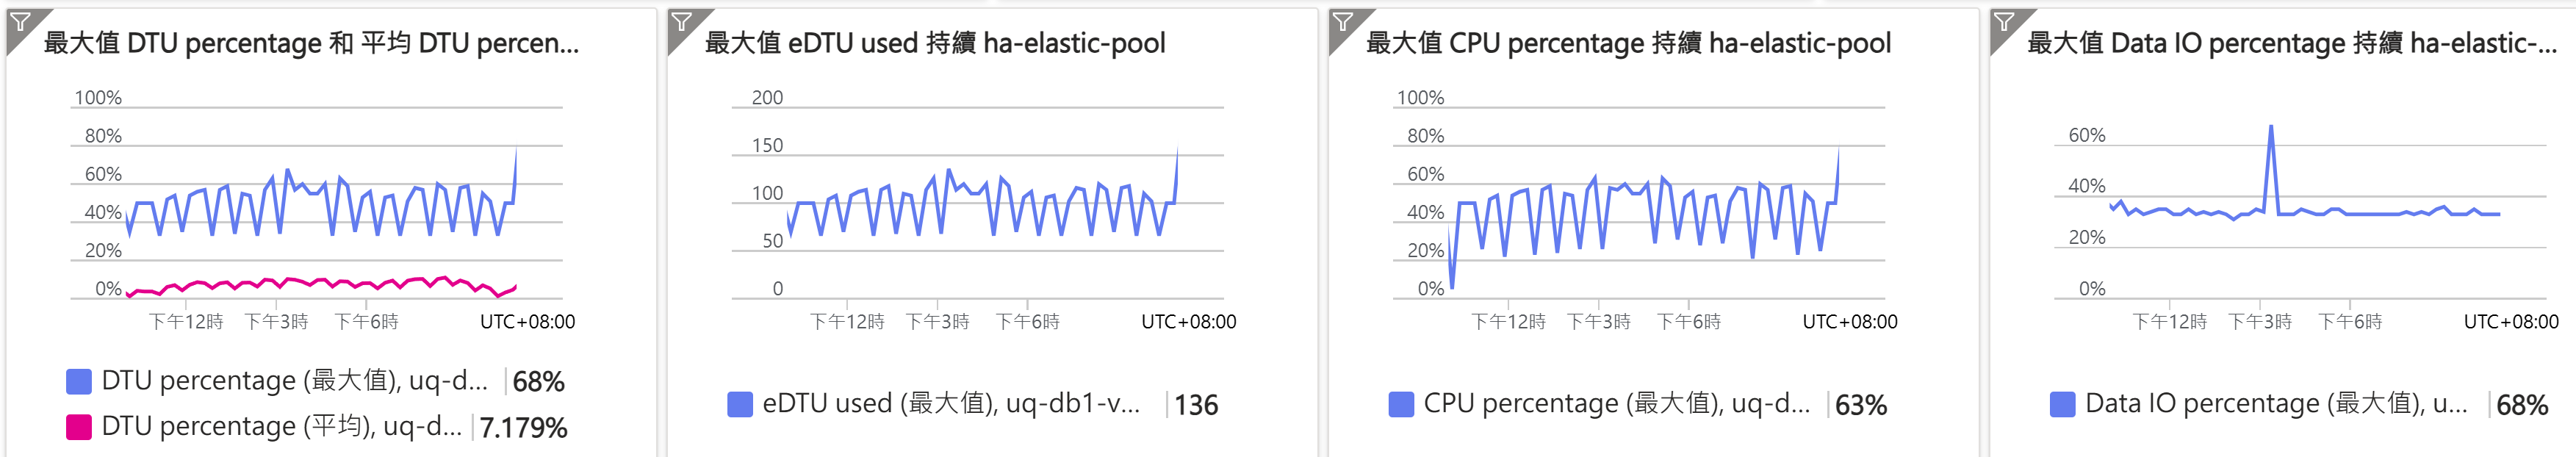 最大值 DTU percentage 和 平均 DTU percen...
100%
80%
60%
40%
20%
0%
下午12時 下午3時 下午6時 UTC+08:00
DTU percentage (最大值), uq-d... 68%
DTU percentage (平均), uq-d... 7.179%
最大值 eDTU used 持續 ha-elastic-pool
200
150
100
50
0
下午12時 下午3時 下午6時 UTC+08:00
eDTU used (最大值), uq-db1-v... 136
最大值 CPU percentage 持續 ha-elastic-pool
100%
80%
60%
40%
20%
0%
下午12時 下午3時 下午6時 UTC+08:00
CPU percentage (最大值), uq-d... 63%
最大值 Data IO percentage 持續 ha-elastic-...
60%
40%
20%
0%
下午12時 下午3時 下午6時 UTC+08:00
Data IO percentage (最大值), u... 68%